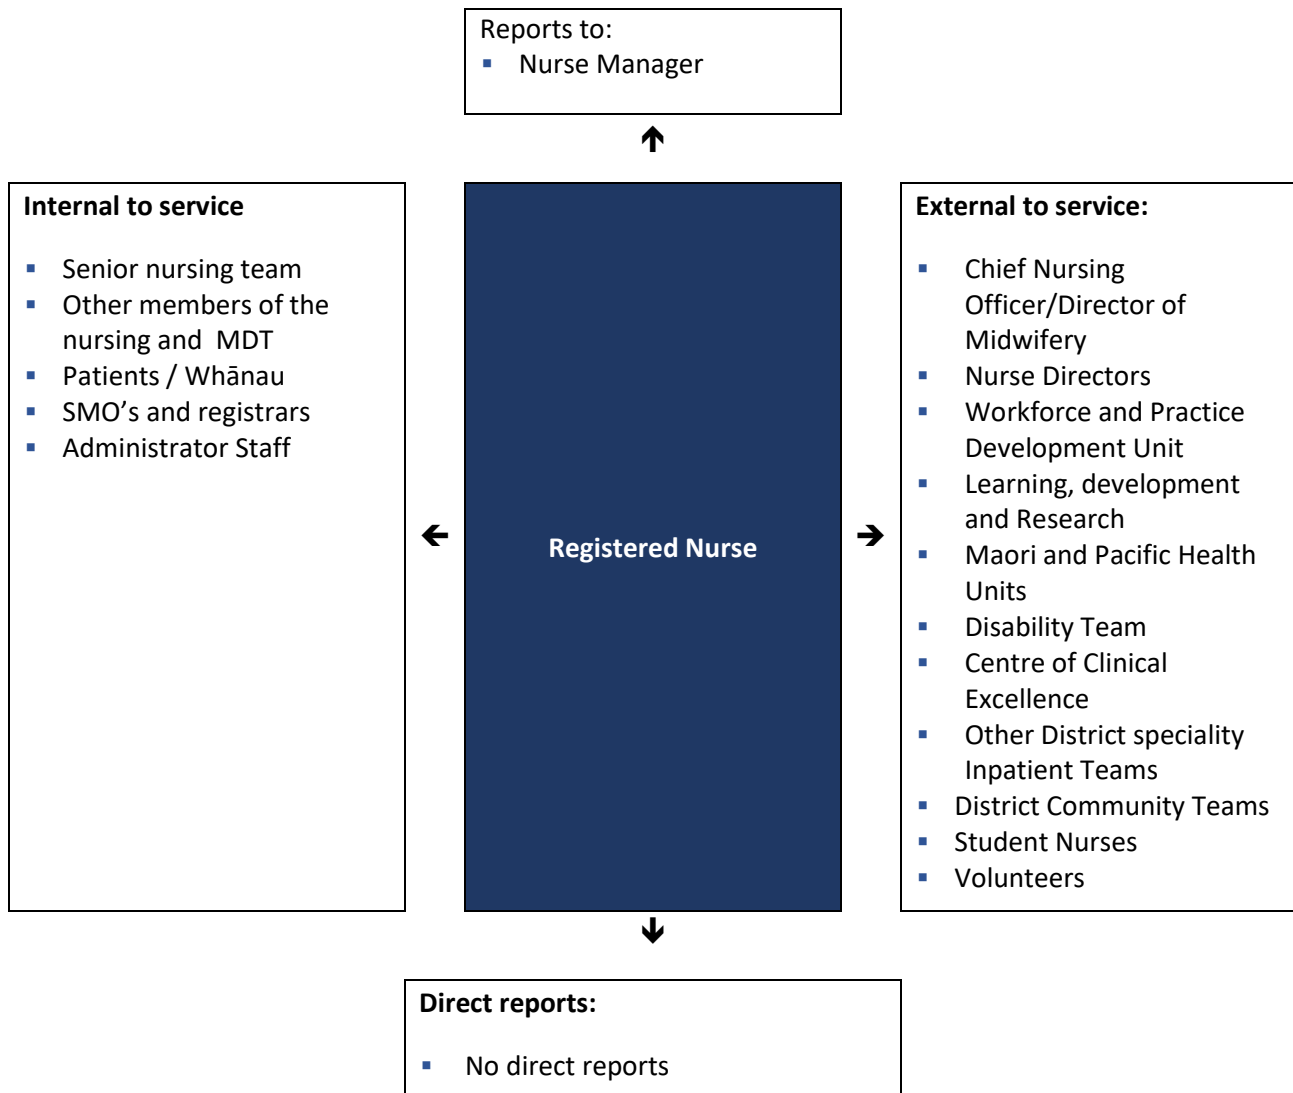 Reports to:
▪ Nurse Manager
Internal to service
▪ Senior nursing team
▪ Other members of the
nursing and  MDT
▪ Patients / Whānau
▪ SMO's and registrars
▪ Administrator Staff
Registered Nurse
External to service:
▪ Chief Nursing
Officer/Director of
Midwifery
▪ Nurse Directors
▪ Workforce and Practice
Development Unit
▪ Learning, development
and Research
▪ Maori and Pacific Health
Units
▪ Disability Team
▪ Centre of Clinical
Excellence
▪ Other District speciality
Inpatient Teams
▪ District Community Teams
▪ Student Nurses
▪ Volunteers
Direct reports:
▪ No direct reports